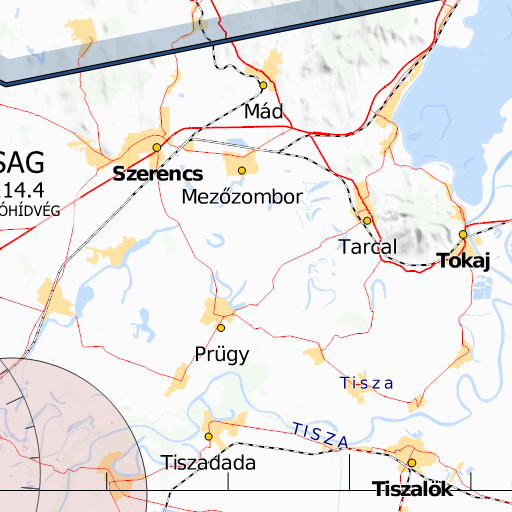 Mád
SAG
14.4
ÓHÍDVÉG
Szerencs
Mezőzombor
Tarcal
Tokaj
Prügy
Tisza
TISZA
Tiszadada
Tiszalök